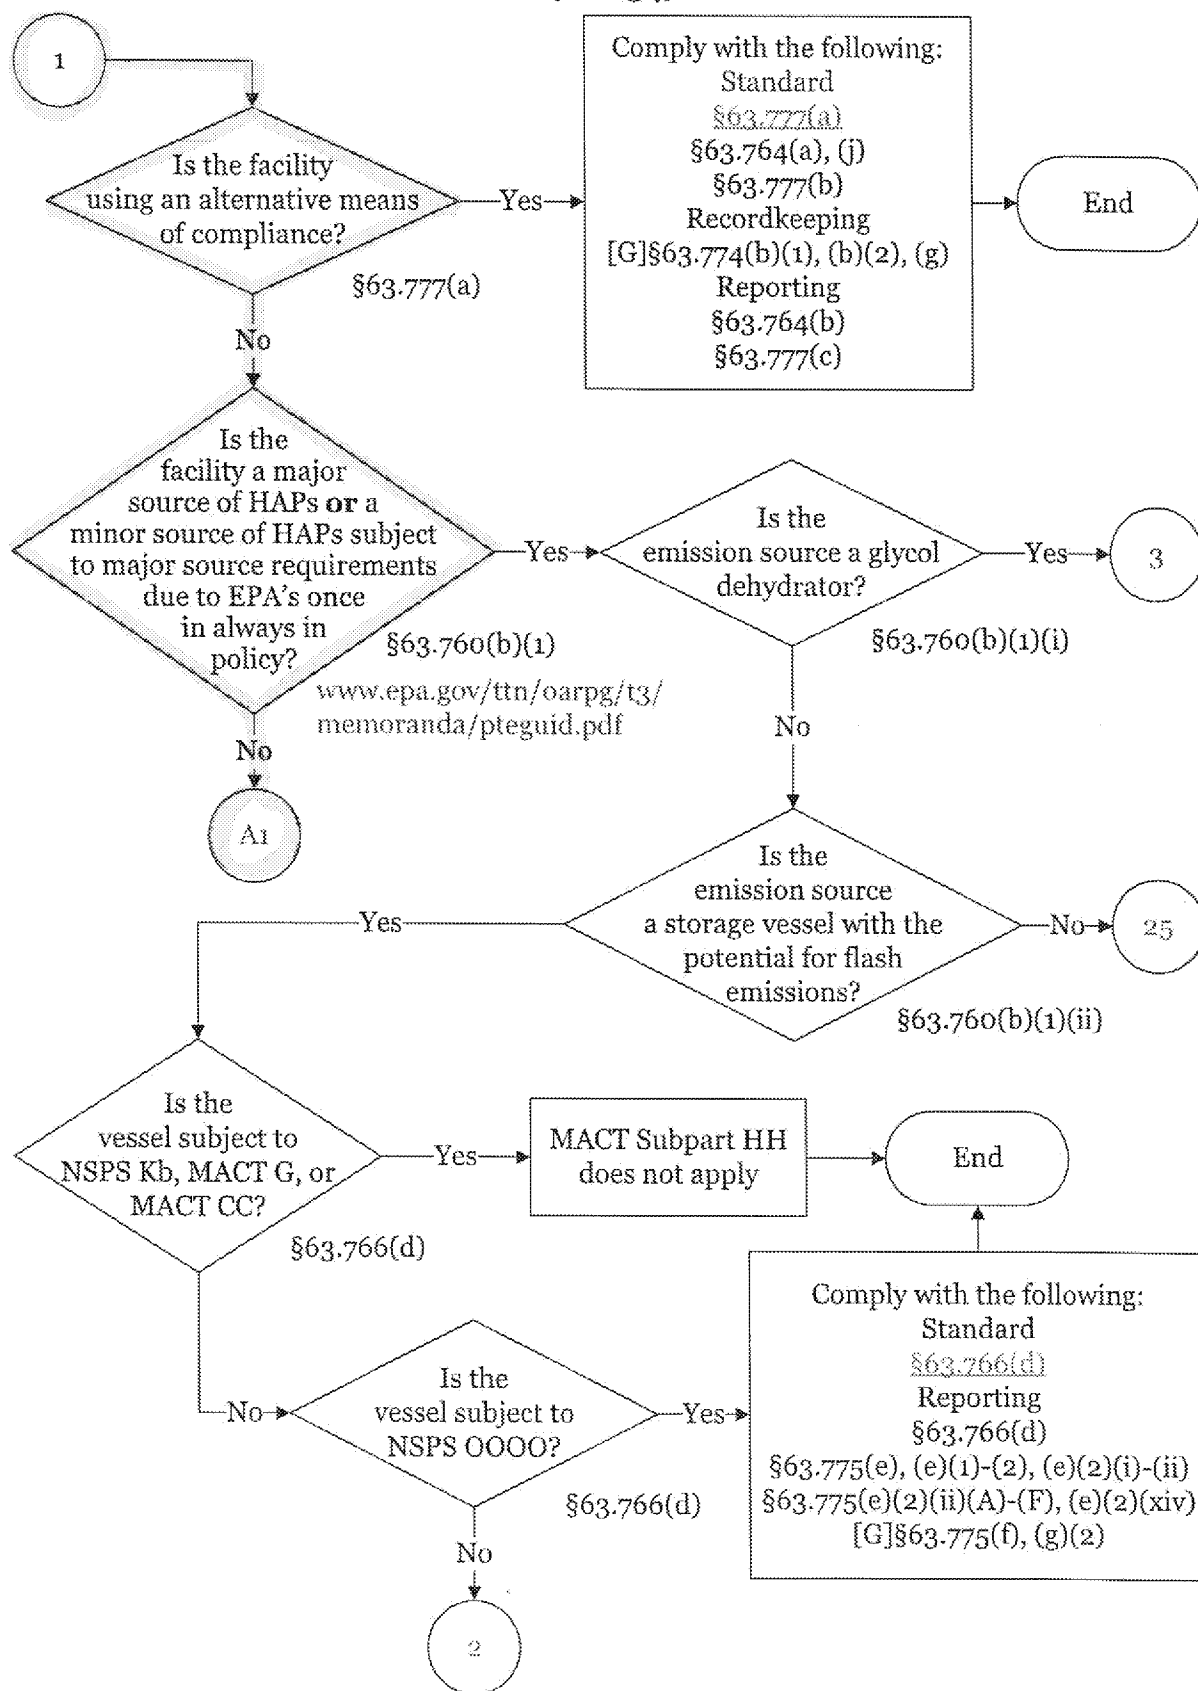 1
Is the facility
using an alternative means
of compliance?
§63.777(a)
Yes
Comply with the following:
Standard
§63.777(a)
§63.764(a), (j)
§63.777(b)
Recordkeeping
[G]§63.774(b)(1), (b)(2), (g)
Reporting
§63.764(b)
§63.777(c)
End
No
Is the
facility a major
source of HAPs or a
minor source of HAPs subject
to major source requirements
due to EPA's once
in always in
policy?
§63.760(b)(1)
www.epa.gov/ttn/oarpg/t3/
memoranda/pteguid.pdf
Yes
Is the
emission source a glycol
dehydrator?
§63.760(b)(1)(i)
Yes
3
No
A1
No
Is the
emission source
a storage vessel with the
potential for flash
emissions?
§63.760(b)(1)(ii)
No
25
Yes
Is the
vessel subject to
NSPS Kb, MACT G, or
MACT CC?
§63.766(d)
Yes
MACT Subpart HH
does not apply
End
No
Is the
vessel subject to
NSPS OOOO?
§63.766(d)
Yes
Comply with the following:
Standard
§63.766(d)
Reporting
§63.766(d)
§63.775(e), (e)(1)-(2), (e)(2)(i)-(ii)
§63.775(e)(2)(ii)(A)-(F), (e)(2)(xiv)
[G]§63.775(f), (g)(2)
No
2